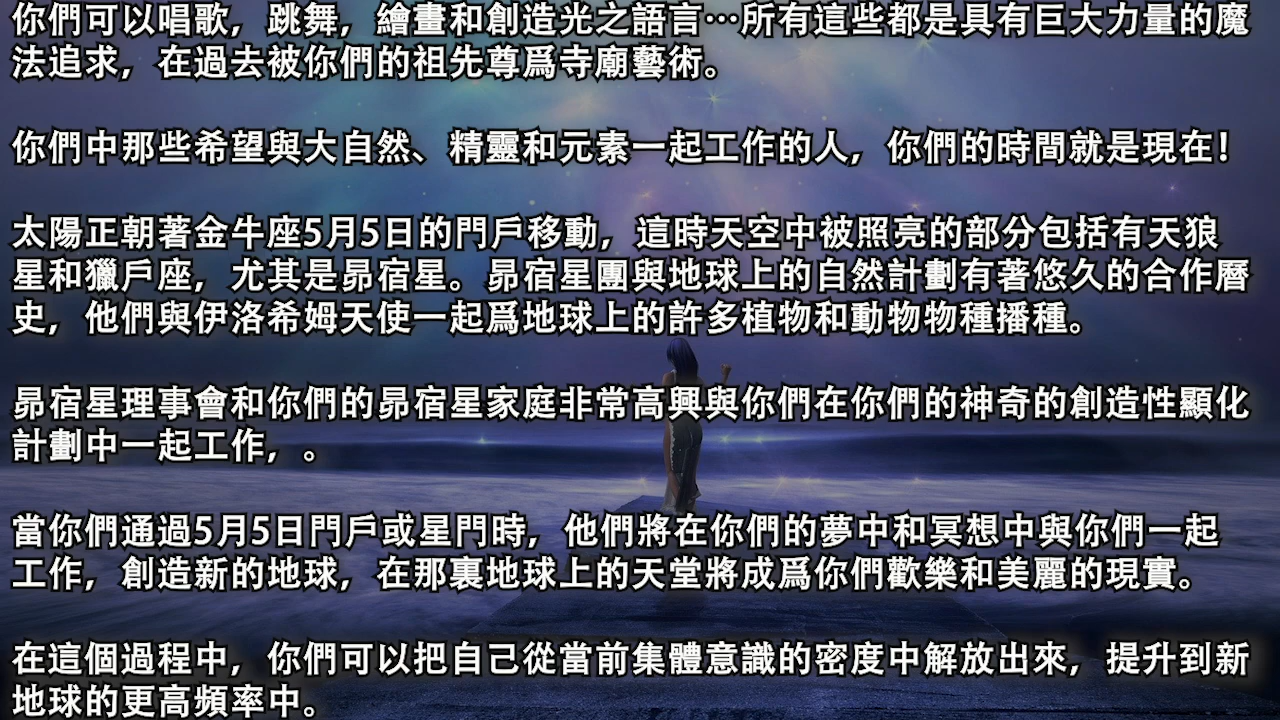 你們可以唱歌，跳舞，繪畫和創造光之語言…所有這些都是具有巨大力量的魔
法追求，在過去被你們的祖先尊爲寺廟藝術。
你們中那些希望與大自然、精靈和元素一起工作的人，你們的時間就是現在！
太陽正朝著金牛座5月5日的門戶移動，這時天空中被照亮的部分包括有天狼
星和獵戶座，尤其是昴宿星。昴宿星團與地球上的自然計劃有著悠久的合作曆
史，他們與伊洛希姆天使一起爲地球上的許多植物和動物物種播種。
昴宿星理事會和你們的昴宿星家庭非常高興與你們在你們的神奇的創造性顯化
計劃中一起工作，。
當你們通過5月5日門戶或星門時，他們將在你們的夢中和冥想中與你們一起
工作，創造新的地球，在那裏地球上的天堂將成爲你們歡樂和美麗的現實。
在這個過程中，你們可以把自己從當前集體意識的密度中解放出來，提升到新
地球的更高頻率中。